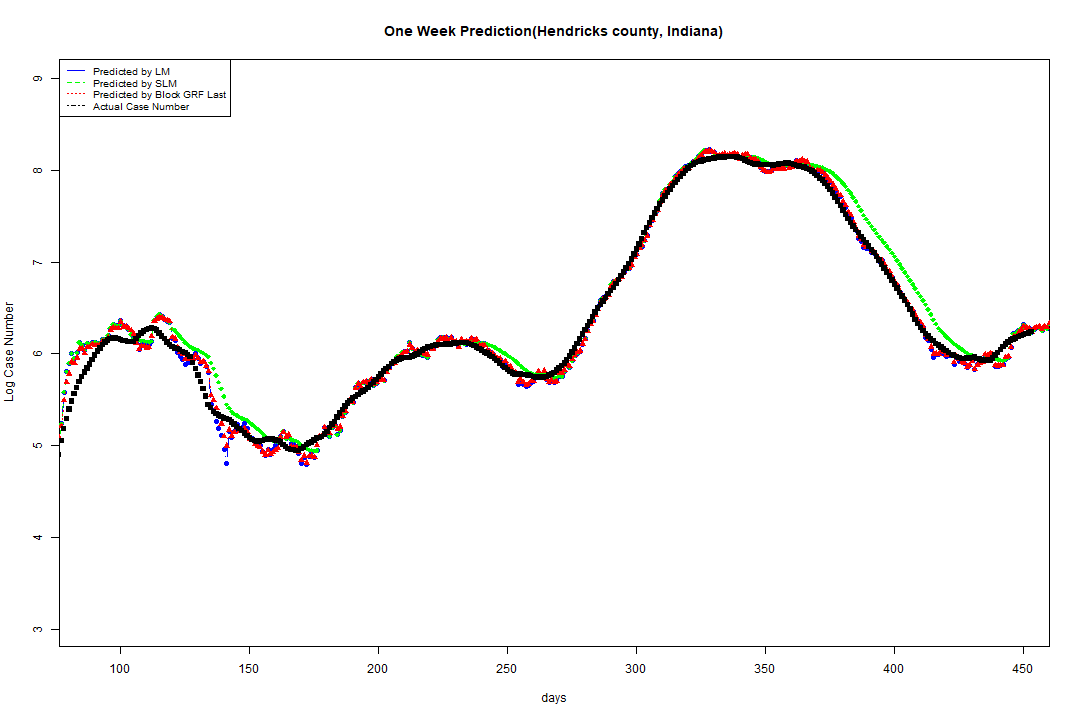 One Week Prediction(Hendricks county, Indiana)
Predicted by LM
Predicted by SLM
Predicted by Block GRF Last
Actual Case Number
Log Case Number
9
8
7
6
5
4
3
100 150 200 250 300 350 400 450
days